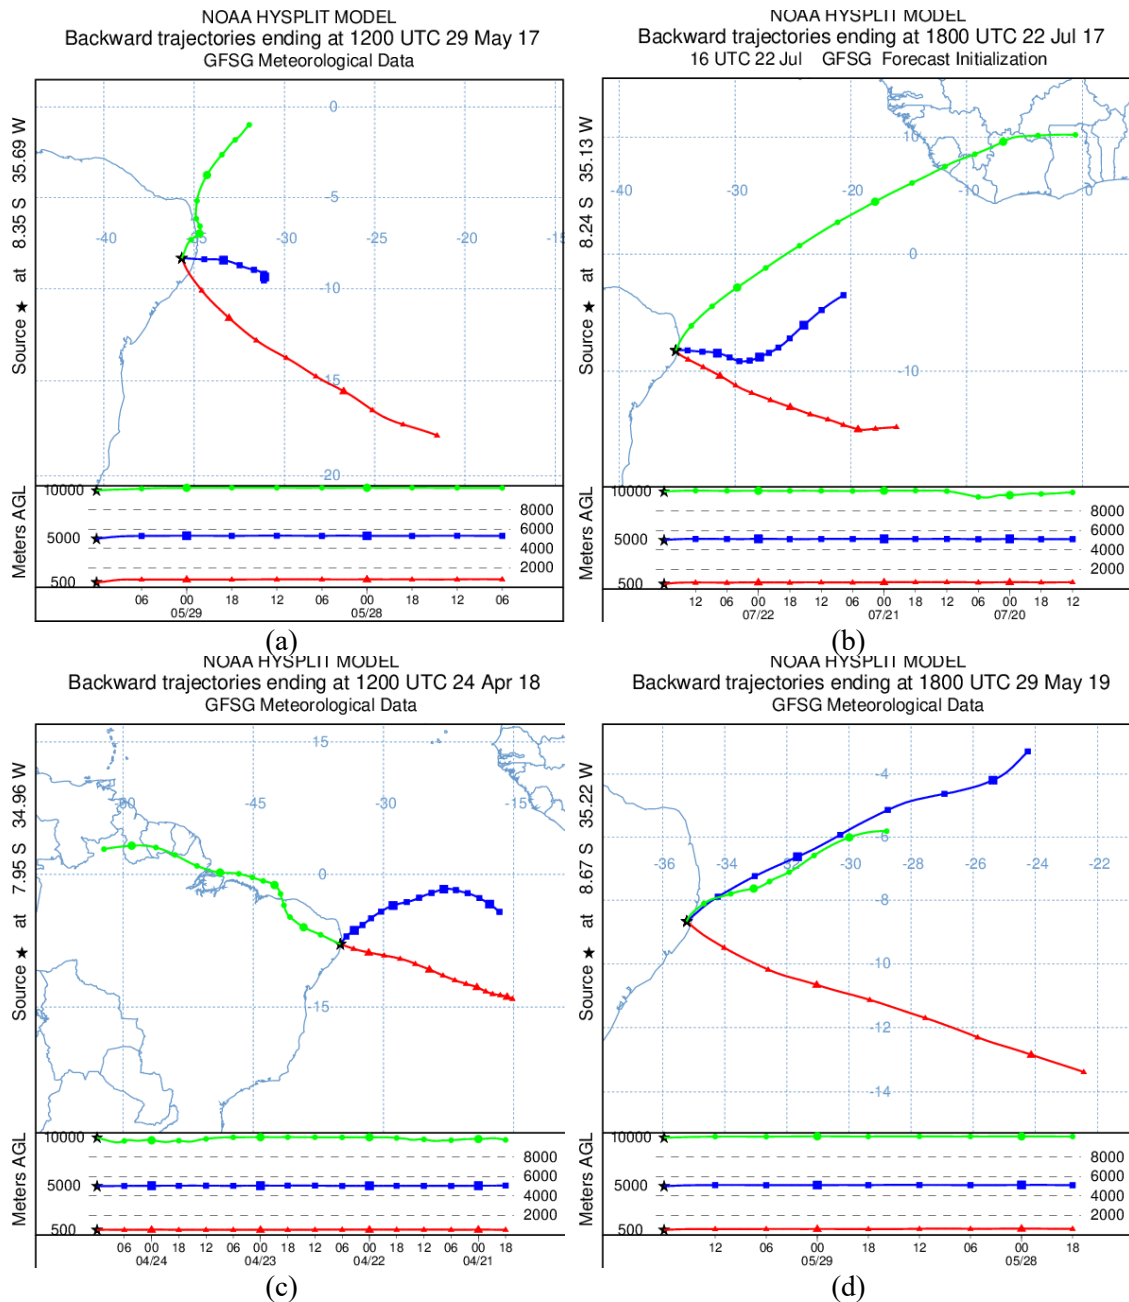 NOAA HYSPLIT MODEL
Backward trajectories ending at 1200 UTC 29 May 17
GFSG Meteorological Data
Source ★ at 8.35 S 35.69 W
0
-5
-40 -35 -30 -25 -20 -15
-10
-15
-20
Meters AGL
10000
8000
6000
5000
4000
2000
500
06 00 18 12 06 00 18 12 06
05/29 05/28
(a)
NOAA HYSPLIT MODEL
Backward trajectories ending at 1800 UTC 22 Jul 17
16 UTC 22 Jul GFSG Forecast Initialization
Source ★ at 8.24 S 35.13 W
10
-40 -30 -20 -10 0
0
-10
Meters AGL
10000
8000
6000
5000
4000
2000
500
12 06 00 18 12 06 00 18 12 06 00 18 12
07/22 07/21 07/20
(b)
NOAA HYSPLIT MODEL
Backward trajectories ending at 1200 UTC 24 Apr 18
GFSG Meteorological Data
Source ★ at 7.95 S 34.96 W
15
-60 -45 -30 -15
0
-15
Meters AGL
10000
8000
6000
5000
4000
2000
500
06 00 18 12 06 00 18 12 06 00 18 12 06 00 18
04/24 04/23 04/22 04/21
(c)
NOAA HYSPLIT MODEL
Backward trajectories ending at 1800 UTC 29 May 19
GFSG Meteorological Data
Source ★ at 8.67 S 35.22 W
-4
-6
-36 -34 -32 -30 -28 -26 -24 -22
-8
-10
-12
-14
Meters AGL
10000
8000
6000
5000
4000
2000
500
12 06 00 18 12 06 00 18
05/29 05/28
(d)